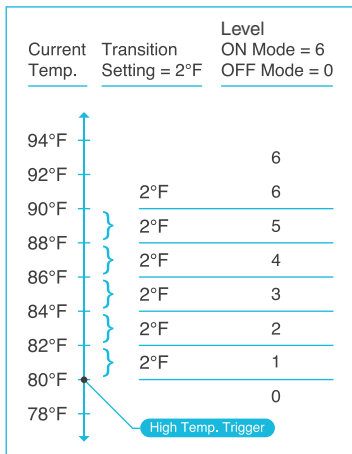 Current Temp.
Transition Setting = 2°F
Level
ON Mode = 6
OFF Mode = 0
94°F
6
92°F
2°F 6
90°F
2°F 5
88°F
2°F 4
86°F
2°F 3
84°F
2°F 2
82°F
2°F 1
80°F
0
78°F
High Temp. Trigger